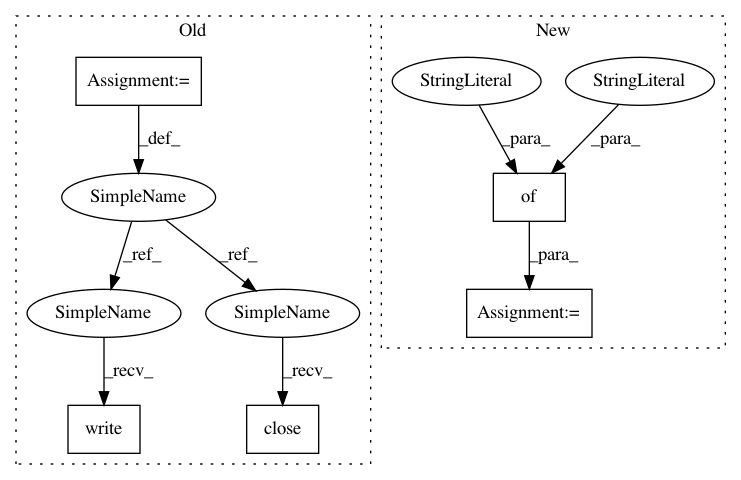 Old
New
Assignment:=
StringLiteral
StringLiteral
_def_
_para_
_para_
SimpleName
of
_ref_
_ref_
_para_
SimpleName
SimpleName
Assignment:=
_recv_
_recv_
write
close